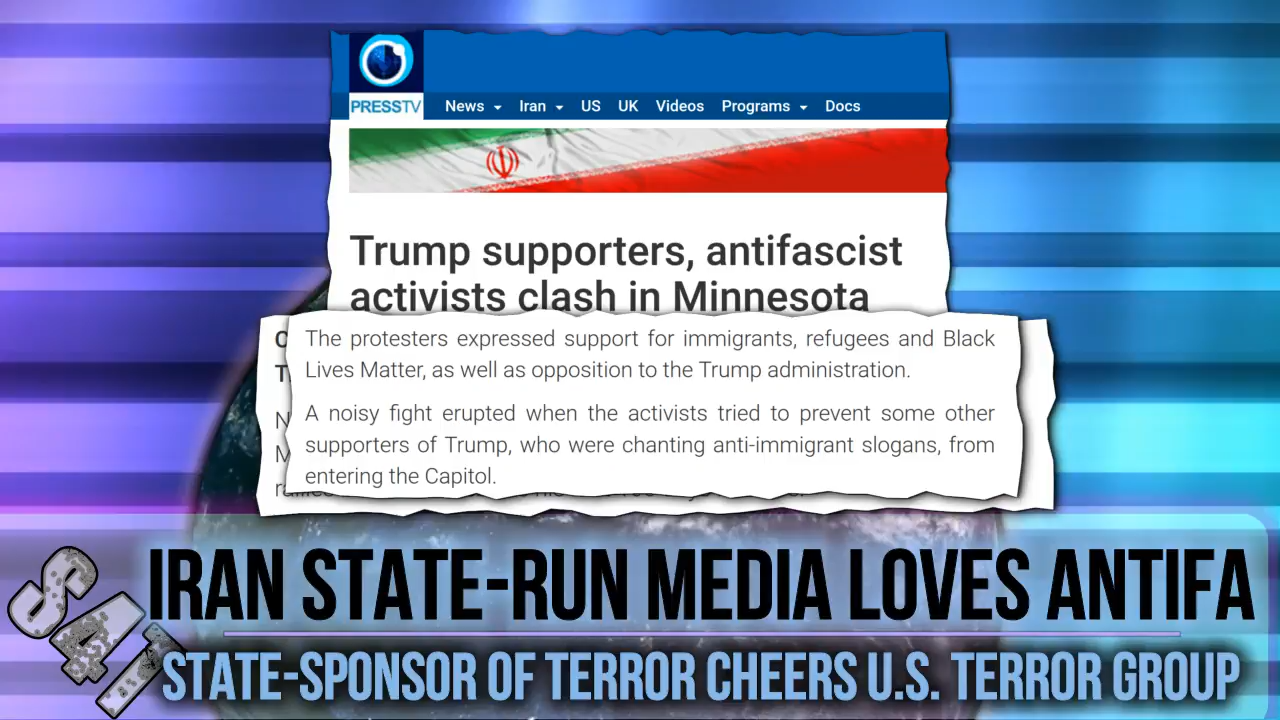 PRESSTV
News Iran US UK Videos Programs Docs
Trump supporters, antifascist
activists clash in Minnesota
The protesters expressed support for immigrants, refugees and Black
Lives Matter, as well as opposition to the Trump administration.
A noisy fight erupted when the activists tried to prevent some other
supporters of Trump, who were chanting anti-immigrant slogans, from
entering the Capitol.
IRAN STATE-RUN MEDIA LOVES ANTIFA
S4T
STATE-SPONSOR OF TERROR CHEERS U.S. TERROR GROUP